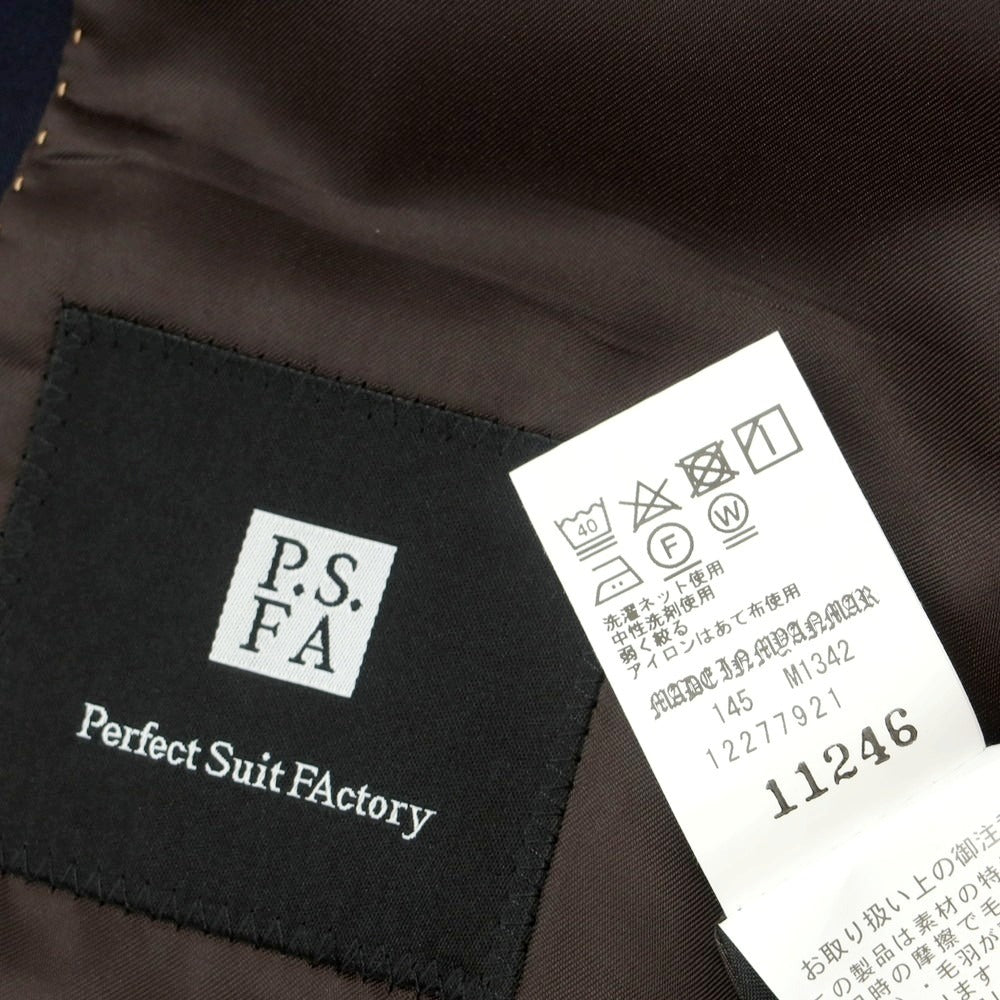 P.S.
FA
Perfect Suit FActory
40
F
W
洗濯ネット使用
中性洗剤使用
弱く絞る
アイロンはあて布使用
MADE IN MYANMAR
145 M1342
12277921
11246
お取り扱い上の御注
の製品は素材の特
時の摩擦で毛
・毛羽が
ます